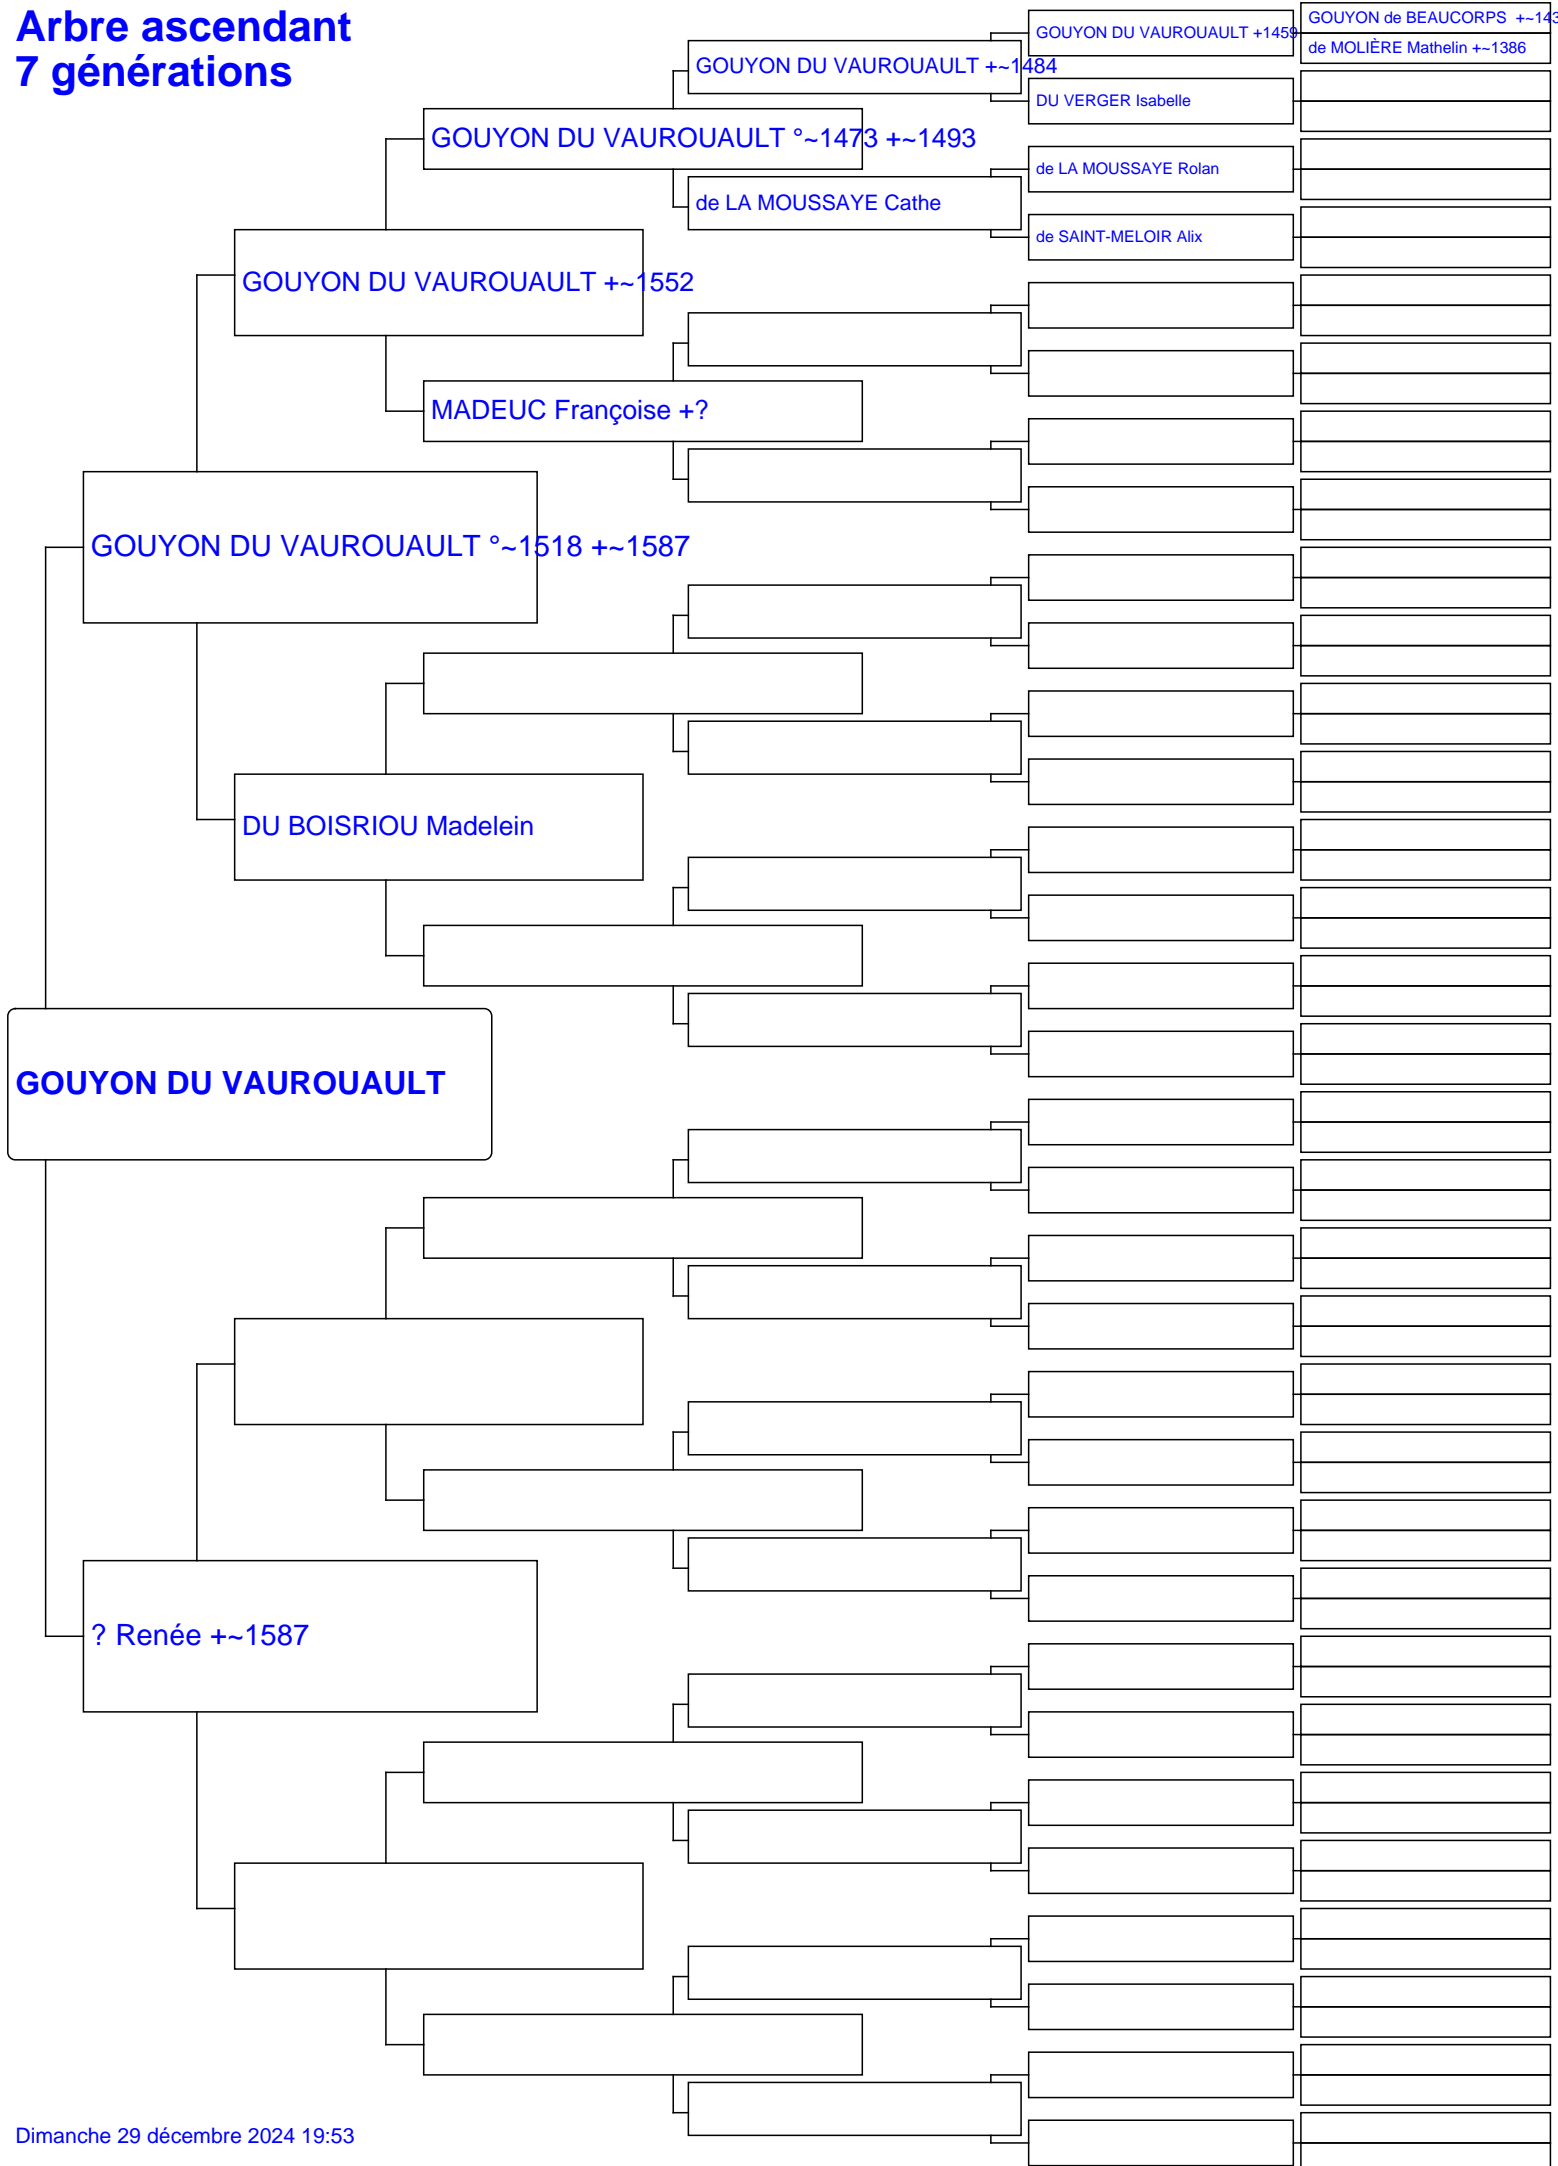 Arbre ascendant
7 générations
GOUYON DU VAUROUAULT +1459
GOUYON de BEAUCORPS +~143
de MOLIÈRE Mathelin +~1386
GOUYON DU VAUROUAULT +~1484
DU VERGER Isabelle
GOUYON DU VAUROUAULT °~1473 +~1493
de LA MOUSSAYE Rolan
de LA MOUSSAYE Cathe
de SAINT-MELOIR Alix
GOUYON DU VAUROUAULT +~1552
MADEUC Françoise +?
GOUYON DU VAUROUAULT °~1518 +~1587
DU BOISRIOU Madelein
GOUYON DU VAUROUAULT
? Renée +~1587
Dimanche 29 décembre 2024 19:53